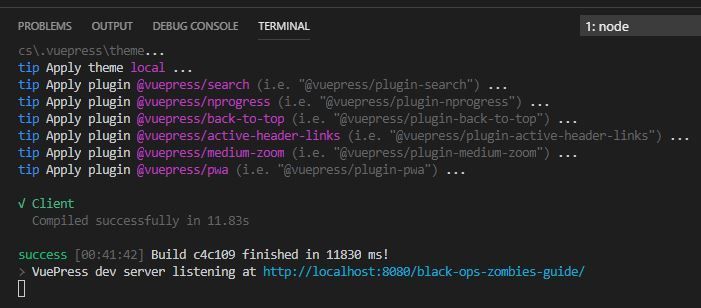 PROBLEMS OUTPUT DEBUG CONSOLE TERMINAL 1: node
cs\.vuepress\theme...
tip Apply theme local ...
tip Apply plugin @vuepress/search (i.e. "@vuepress/plugin-search") ...
tip Apply plugin @vuepress/nprogress (i.e. "@vuepress/plugin-nprogress") ...
tip Apply plugin @vuepress/back-to-top (i.e. "@vuepress/plugin-back-to-top") ...
tip Apply plugin @vuepress/active-header-links (i.e. "@vuepress/plugin-active-header-links") ...
tip Apply plugin @vuepress/medium-zoom (i.e. "@vuepress/plugin-medium-zoom") ...
tip Apply plugin @vuepress/pwa (i.e. "@vuepress/plugin-pwa") ...
√ Client
Compiled successfully in 11.83s
success [00:41:42] Build c4c109 finished in 11830 ms!
> VuePress dev server listening at http://localhost:8080/black-ops-zombies-guide/